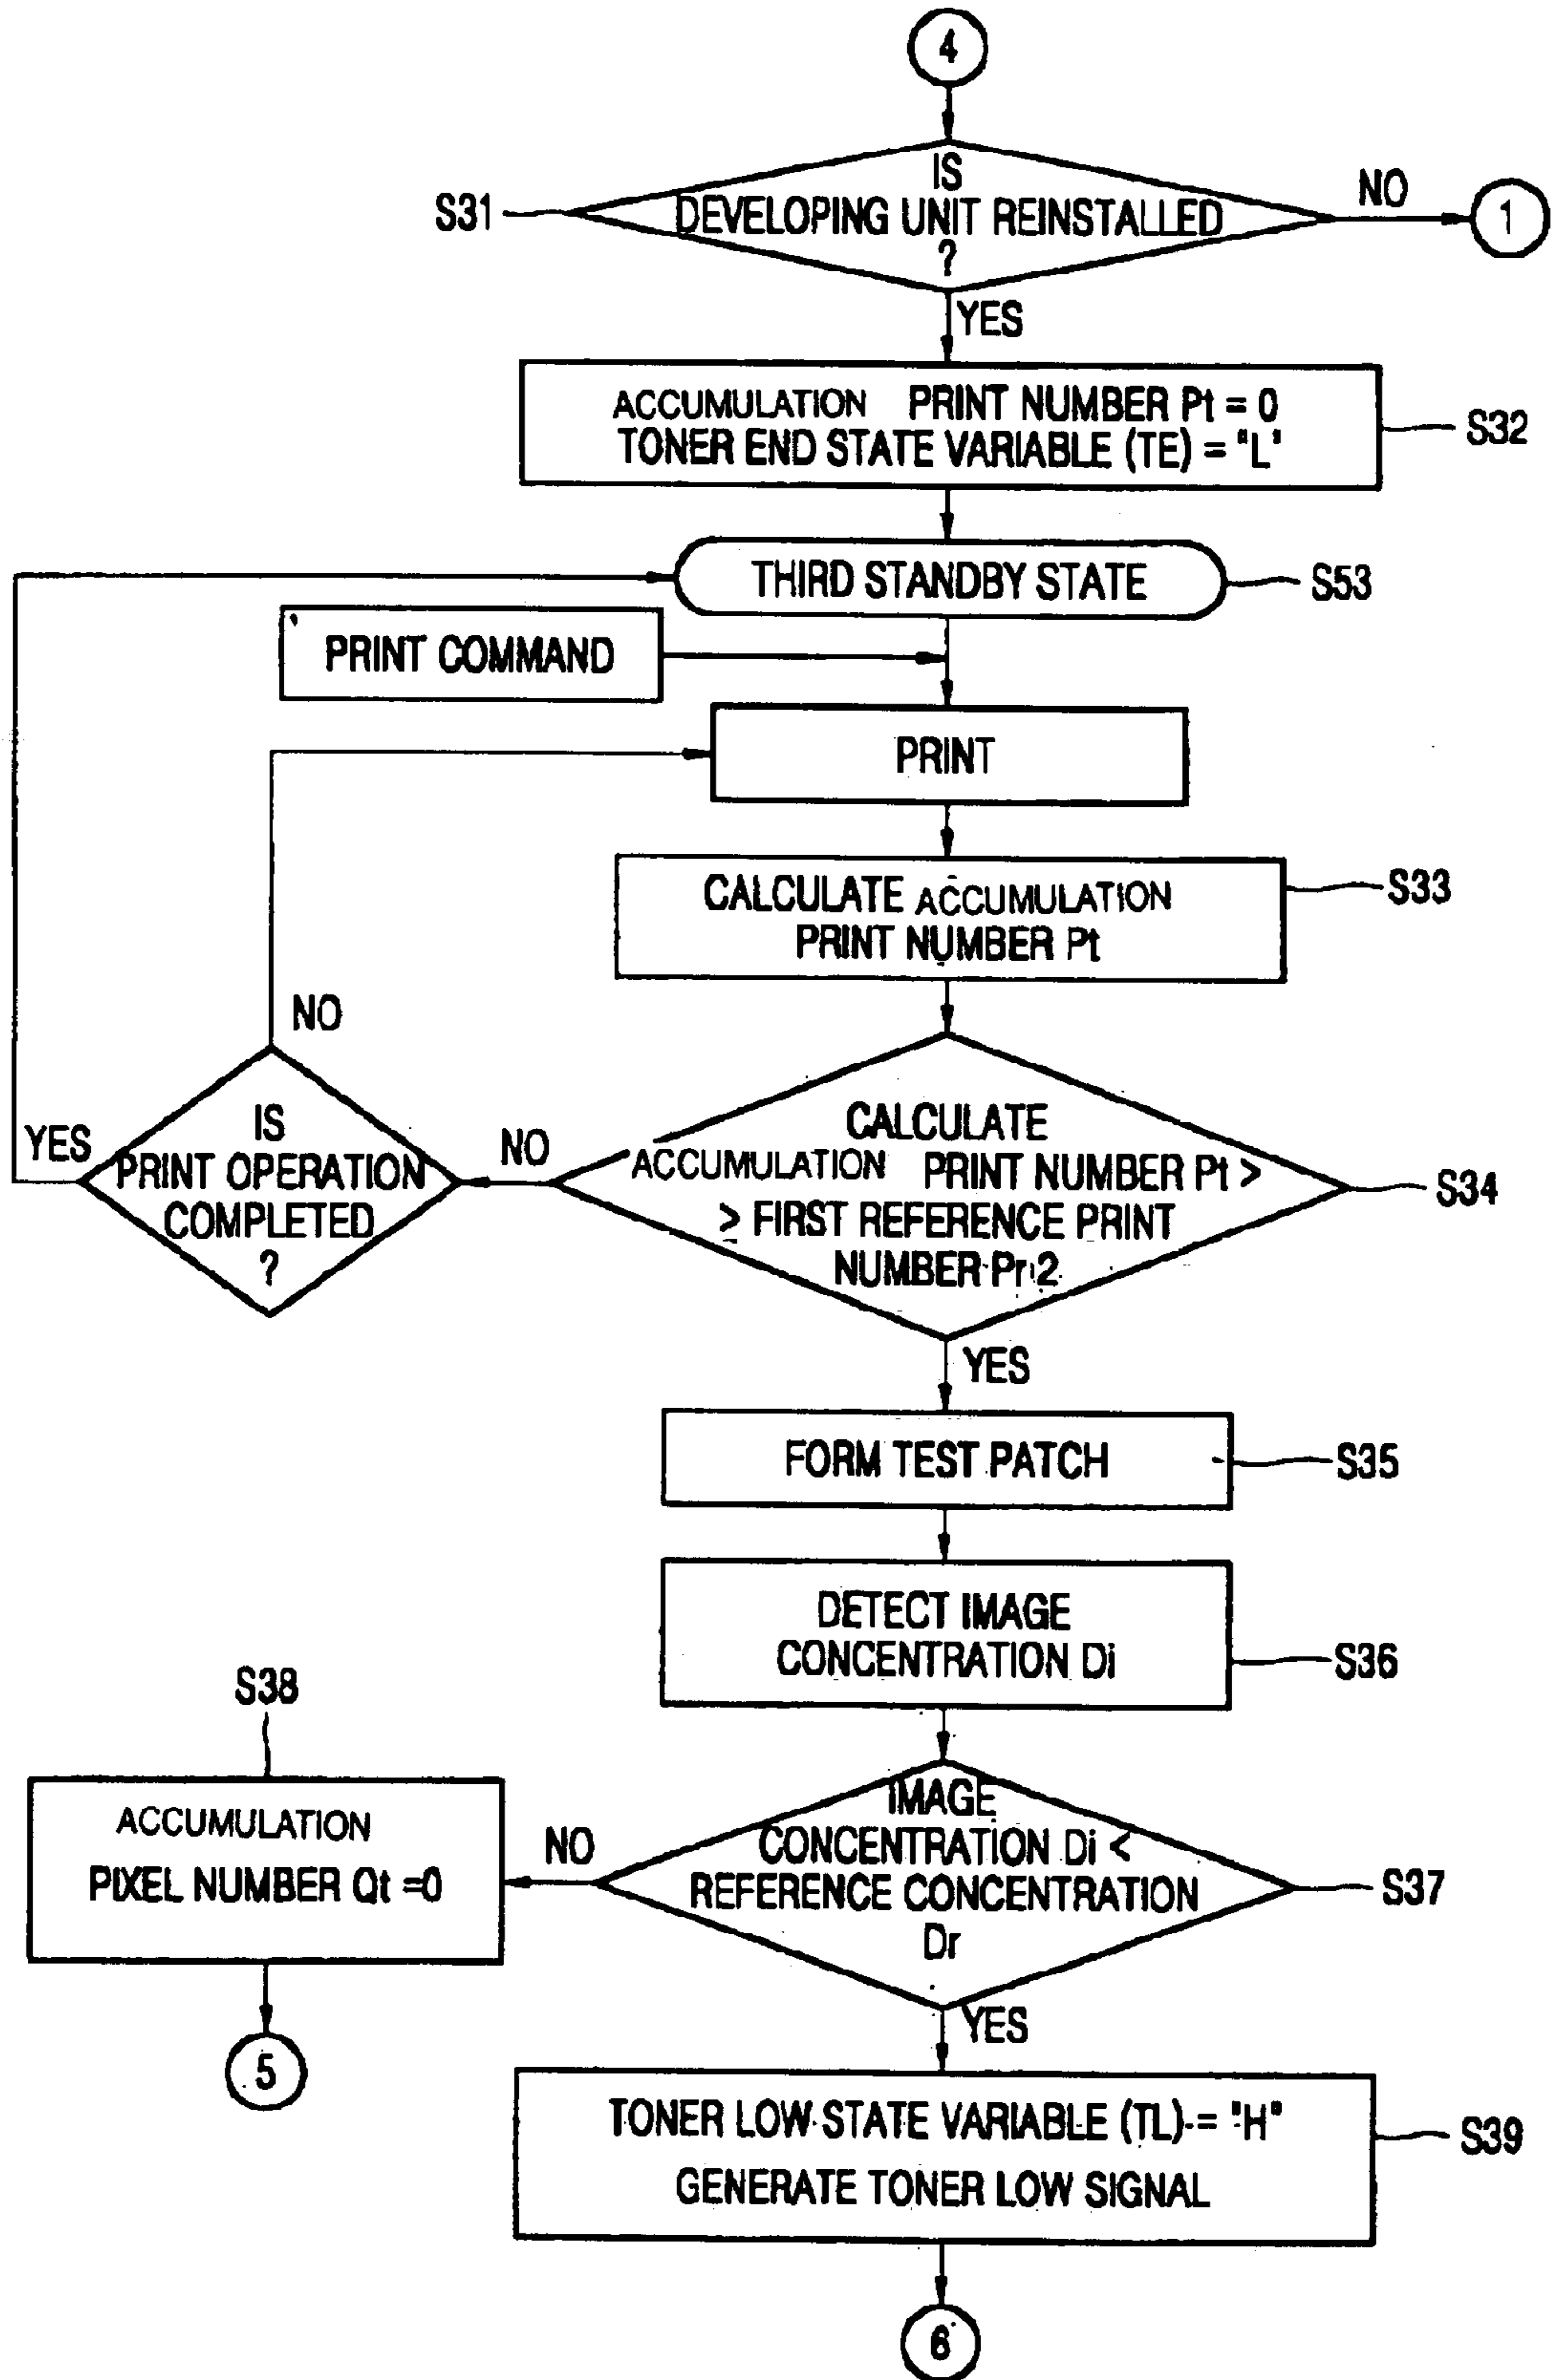 4
IS
DEVELOPING UNIT REINSTALLED
?
S31
NO
1
YES
ACCUMULATION PRINT NUMBER Pt = 0
TONER END STATE VARIABLE (TE) = "L"
S32
THIRD STANDBY STATE
S53
PRINT COMMAND
PRINT
CALCULATE ACCUMULATION
PRINT NUMBER Pt
S33
NO
IS
PRINT OPERATION
COMPLETED
?
YES
NO
CALCULATE
ACCUMULATION PRINT NUMBER Pt >
> FIRST REFERENCE PRINT
NUMBER Pr 2
S34
YES
FORM TEST PATCH
S35
DETECT IMAGE
CONCENTRATION Di
S36
S38
ACCUMULATION
PIXEL NUMBER Qt =0
NO
IMAGE
CONCENTRATION Di <
REFERENCE CONCENTRATION
Dr
S37
5
YES
TONER LOW STATE VARIABLE (TL) = "H"
GENERATE TONER LOW SIGNAL
S39
6